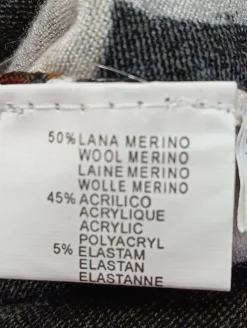 50% LANA MERINO
WOOL MERINO
LAINE MERINO
WOLLE MERINO
45% ACRILICO
ACRYLIQUE
ACRYLIC
POLYACRYL
5% ELASTAM
ELASTAN
ELASTANNE